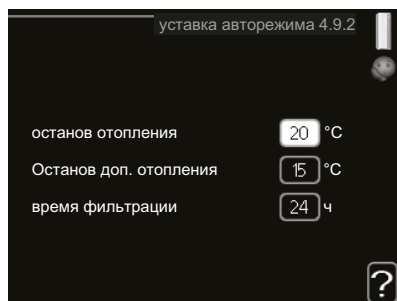 уставка авторежима 4.9.2
останов отопления 20 °C
Останов доп. отопления 15 °C
время фильтрации 24 ч
?